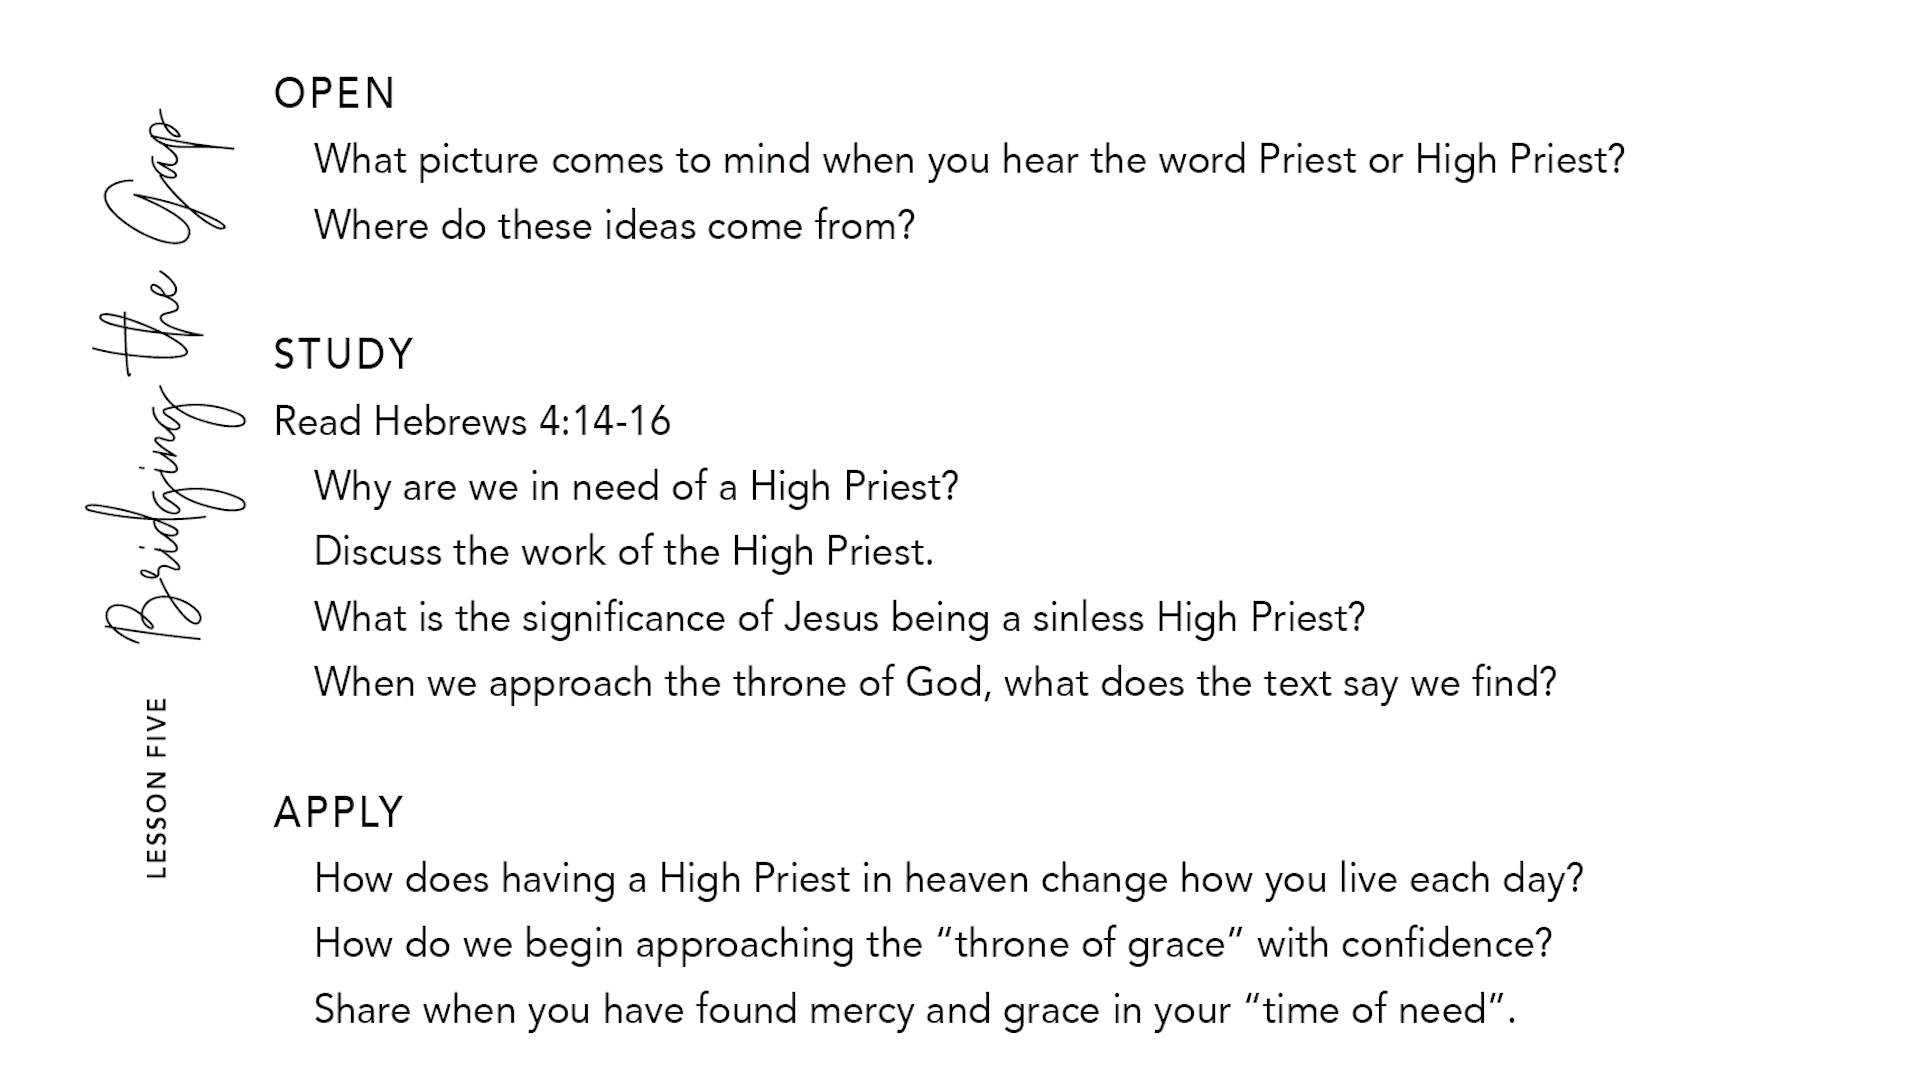 Bridging the Gap
LESSON FIVE
OPEN
What picture comes to mind when you hear the word Priest or High Priest?
Where do these ideas come from?
STUDY
Read Hebrews 4:14-16
Why are we in need of a High Priest?
Discuss the work of the High Priest.
What is the significance of Jesus being a sinless High Priest?
When we approach the throne of God, what does the text say we find?
APPLY
How does having a High Priest in heaven change how you live each day?
How do we begin approaching the “throne of grace” with confidence?
Share when you have found mercy and grace in your “time of need”.